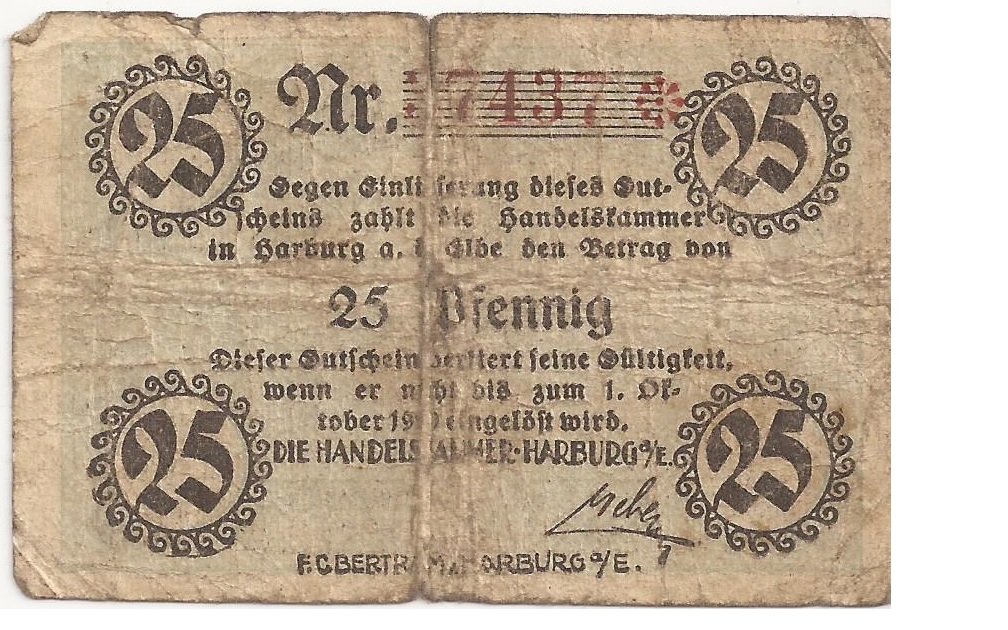 25 Nr. 7437 25
Gegen Einlieferung dieses Gut-
scheins zahlt die Handelskammer
in Harburg a. d Elbe den Betrag von
25 Pfennig
Dieser Gutschein verliert seine Gültigkeit,
wenn er nicht bis zum 1. Ok-
tober eingelöst wird.
25 DIE HANDELSKAMMER·HARBURG a/E. 25
F.C.BERTRAM, HARBURG a/E.